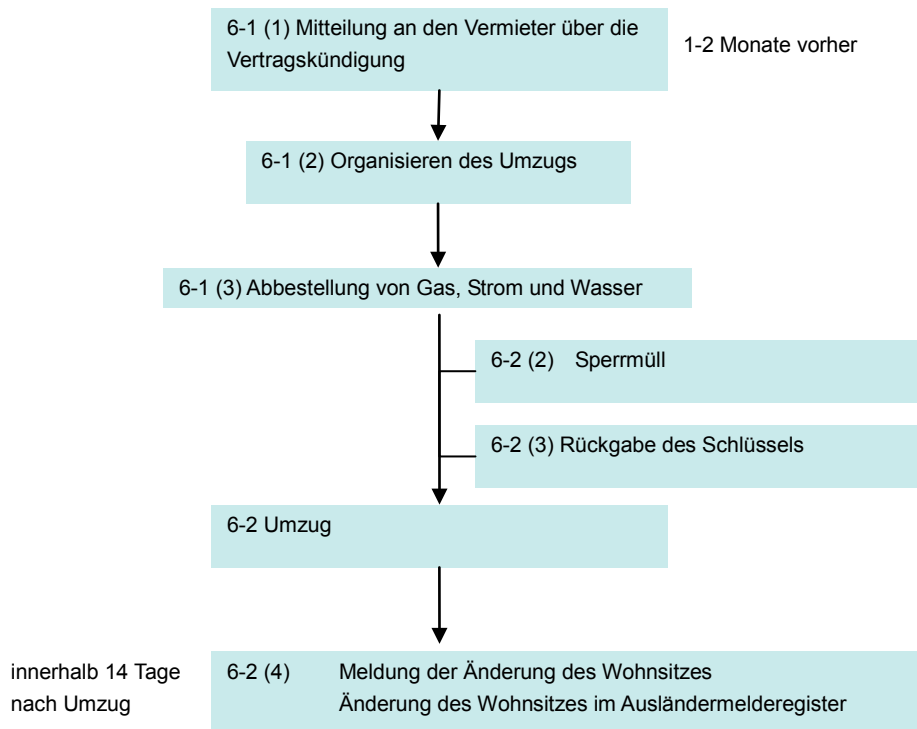 6-1 (1) Mitteilung an den Vermieter über die
Vertragskündigung
1-2 Monate vorher
6-1 (2) Organisieren des Umzugs
6-1 (3) Abbestellung von Gas, Strom und Wasser
6-2 (2) Sperrmüll
6-2 (3) Rückgabe des Schlüssels
6-2 Umzug
innerhalb 14 Tage
nach Umzug
6-2 (4) Meldung der Änderung des Wohnsitzes
Änderung des Wohnsitzes im Ausländermelderegister